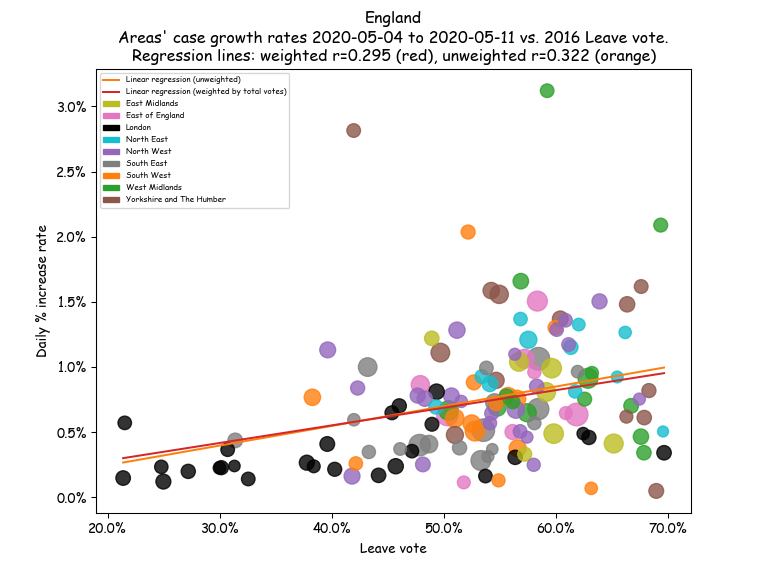 England
Areas' case growth rates 2020-05-04 to 2020-05-11 vs. 2016 Leave vote.
Regression lines: weighted r=0.295 (red), unweighted r=0.322 (orange)
Linear regression (unweighted)
Linear regression (weighted by total votes)
East Midlands
East of England
London
North East
North West
South East
South West
West Midlands
Yorkshire and The Humber
3.0%
2.5%
2.0%
1.5%
1.0%
0.5%
0.0%
Daily % increase rate
20.0% 30.0% 40.0% 50.0% 60.0% 70.0%
Leave vote